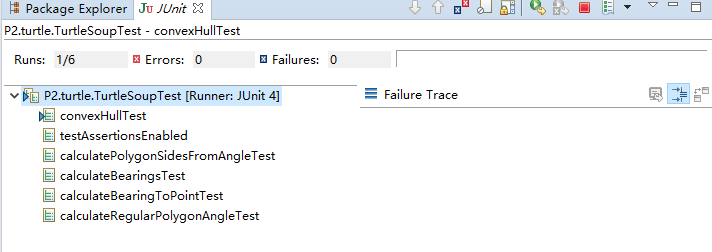 Package Explorer JU JUnit
P2.turtle.TurtleSoupTest - convexHullTest
Runs: 1/6 Errors: 0 Failures: 0
P2.turtle.TurtleSoupTest [Runner: JUnit 4] Failure Trace
convexHullTest
testAssertionsEnabled
calculatePolygonSidesFromAngleTest
calculateBearingsTest
calculateBearingToPointTest
calculateRegularPolygonAngleTest